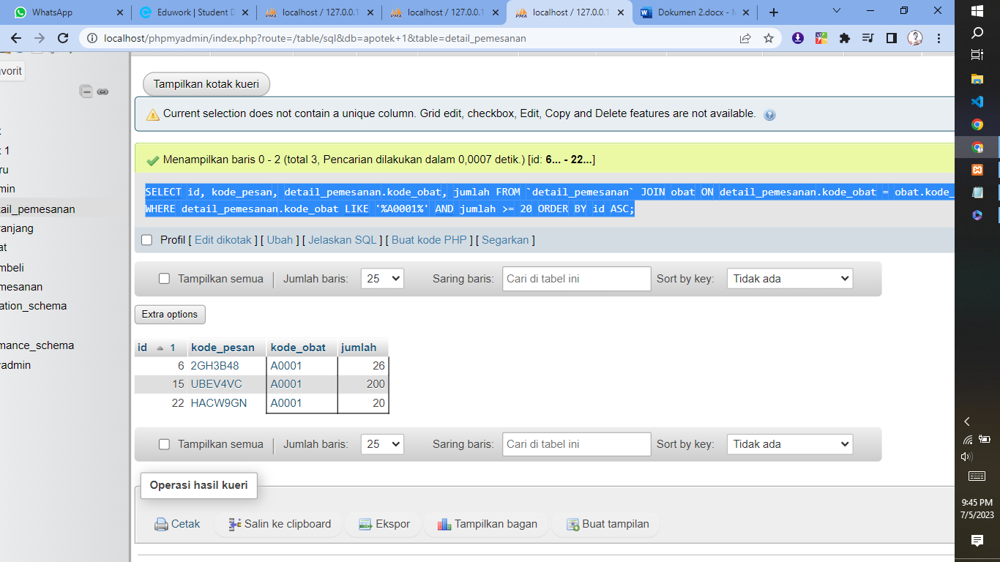 WhatsApp
Eduwork | Student D
localhost / 127.0.0.1
localhost / 127.0.0.1
localhost / 127.0.0.1
Dokumen 2.docx - M
localhost/phpmyadmin/index.php?route=/table/sql&db=apotek+1&table=detail_pemesanan
avorit
1
ru
min
tail_pemesanan
ranjang
at
mbeli
mesanan
ation_schema
mance_schema
admin
Tampilkan kotak kueri
Current selection does not contain a unique column. Grid edit, checkbox, Edit, Copy and Delete features are not available.
Menampilkan baris 0 - 2 (total 3, Pencarian dilakukan dalam 0,0007 detik.) [id: 6... - 22...]
SELECT id, kode_pesan, detail_pemesanan.kode_obat, jumlah FROM `detail_pemesanan` JOIN obat ON detail_pemesanan.kode_obat = obat.kode_
WHERE detail_pemesanan.kode_obat LIKE '%A0001%' AND jumlah >= 20 ORDER BY id ASC;
Profil [ Edit dikotak ] [ Ubah ] [ Jelaskan SQL ] [ Buat kode PHP ] [ Segarkan ]
Tampilkan semua Jumlah baris: 25 Saring baris: Cari di tabel ini Sort by key: Tidak ada
Extra options
id 1 kode_pesan kode_obat jumlah
6 2GH3B48 A0001 26
15 UBEV4VC A0001 200
22 HACW9GN A0001 20
Tampilkan semua Jumlah baris: 25 Saring baris: Cari di tabel ini Sort by key: Tidak ada
Operasi hasil kueri
Cetak Salin ke clipboard Ekspor Tampilkan bagan Buat tampilan
9:45 PM
7/5/2023